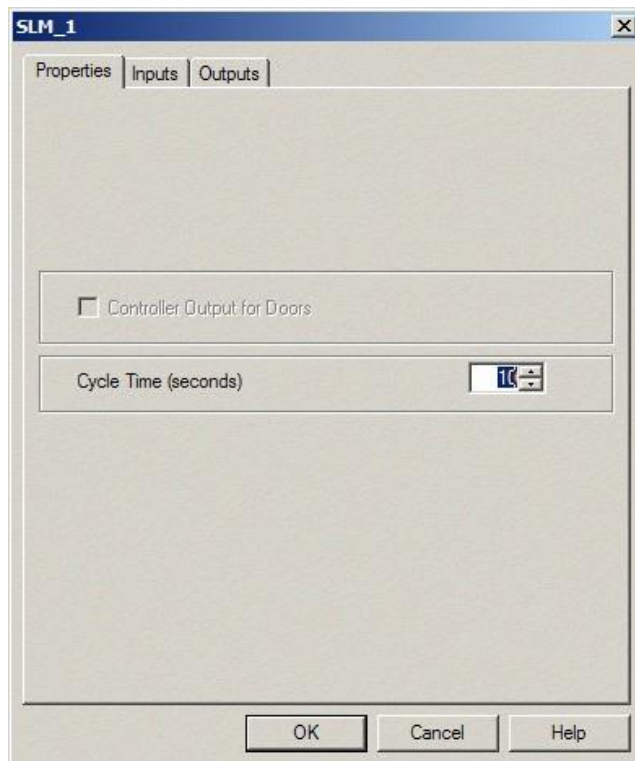 SLM_1
Properties
Inputs
Outputs
Controller Output for Doors
Cycle Time (seconds)
10
OK
Cancel
Help